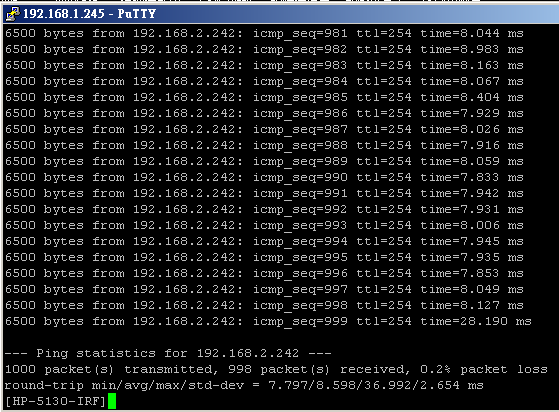 192.168.1.245 - PuTTY
6500 bytes from 192.168.2.242: icmp_seq=981 ttl=254 time=8.044 ms
6500 bytes from 192.168.2.242: icmp_seq=982 ttl=254 time=8.983 ms
6500 bytes from 192.168.2.242: icmp_seq=983 ttl=254 time=8.163 ms
6500 bytes from 192.168.2.242: icmp_seq=984 ttl=254 time=8.067 ms
6500 bytes from 192.168.2.242: icmp_seq=985 ttl=254 time=8.404 ms
6500 bytes from 192.168.2.242: icmp_seq=986 ttl=254 time=7.929 ms
6500 bytes from 192.168.2.242: icmp_seq=987 ttl=254 time=8.026 ms
6500 bytes from 192.168.2.242: icmp_seq=988 ttl=254 time=7.916 ms
6500 bytes from 192.168.2.242: icmp_seq=989 ttl=254 time=8.059 ms
6500 bytes from 192.168.2.242: icmp_seq=990 ttl=254 time=7.833 ms
6500 bytes from 192.168.2.242: icmp_seq=991 ttl=254 time=7.942 ms
6500 bytes from 192.168.2.242: icmp_seq=992 ttl=254 time=7.931 ms
6500 bytes from 192.168.2.242: icmp_seq=993 ttl=254 time=8.006 ms
6500 bytes from 192.168.2.242: icmp_seq=994 ttl=254 time=7.945 ms
6500 bytes from 192.168.2.242: icmp_seq=995 ttl=254 time=7.935 ms
6500 bytes from 192.168.2.242: icmp_seq=996 ttl=254 time=7.853 ms
6500 bytes from 192.168.2.242: icmp_seq=997 ttl=254 time=8.049 ms
6500 bytes from 192.168.2.242: icmp_seq=998 ttl=254 time=8.127 ms
6500 bytes from 192.168.2.242: icmp_seq=999 ttl=254 time=28.190 ms
--- Ping statistics for 192.168.2.242 ---
1000 packet(s) transmitted, 998 packet(s) received, 0.2% packet loss
round-trip min/avg/max/std-dev = 7.797/8.598/36.992/2.654 ms
[HP-5130-IRF]